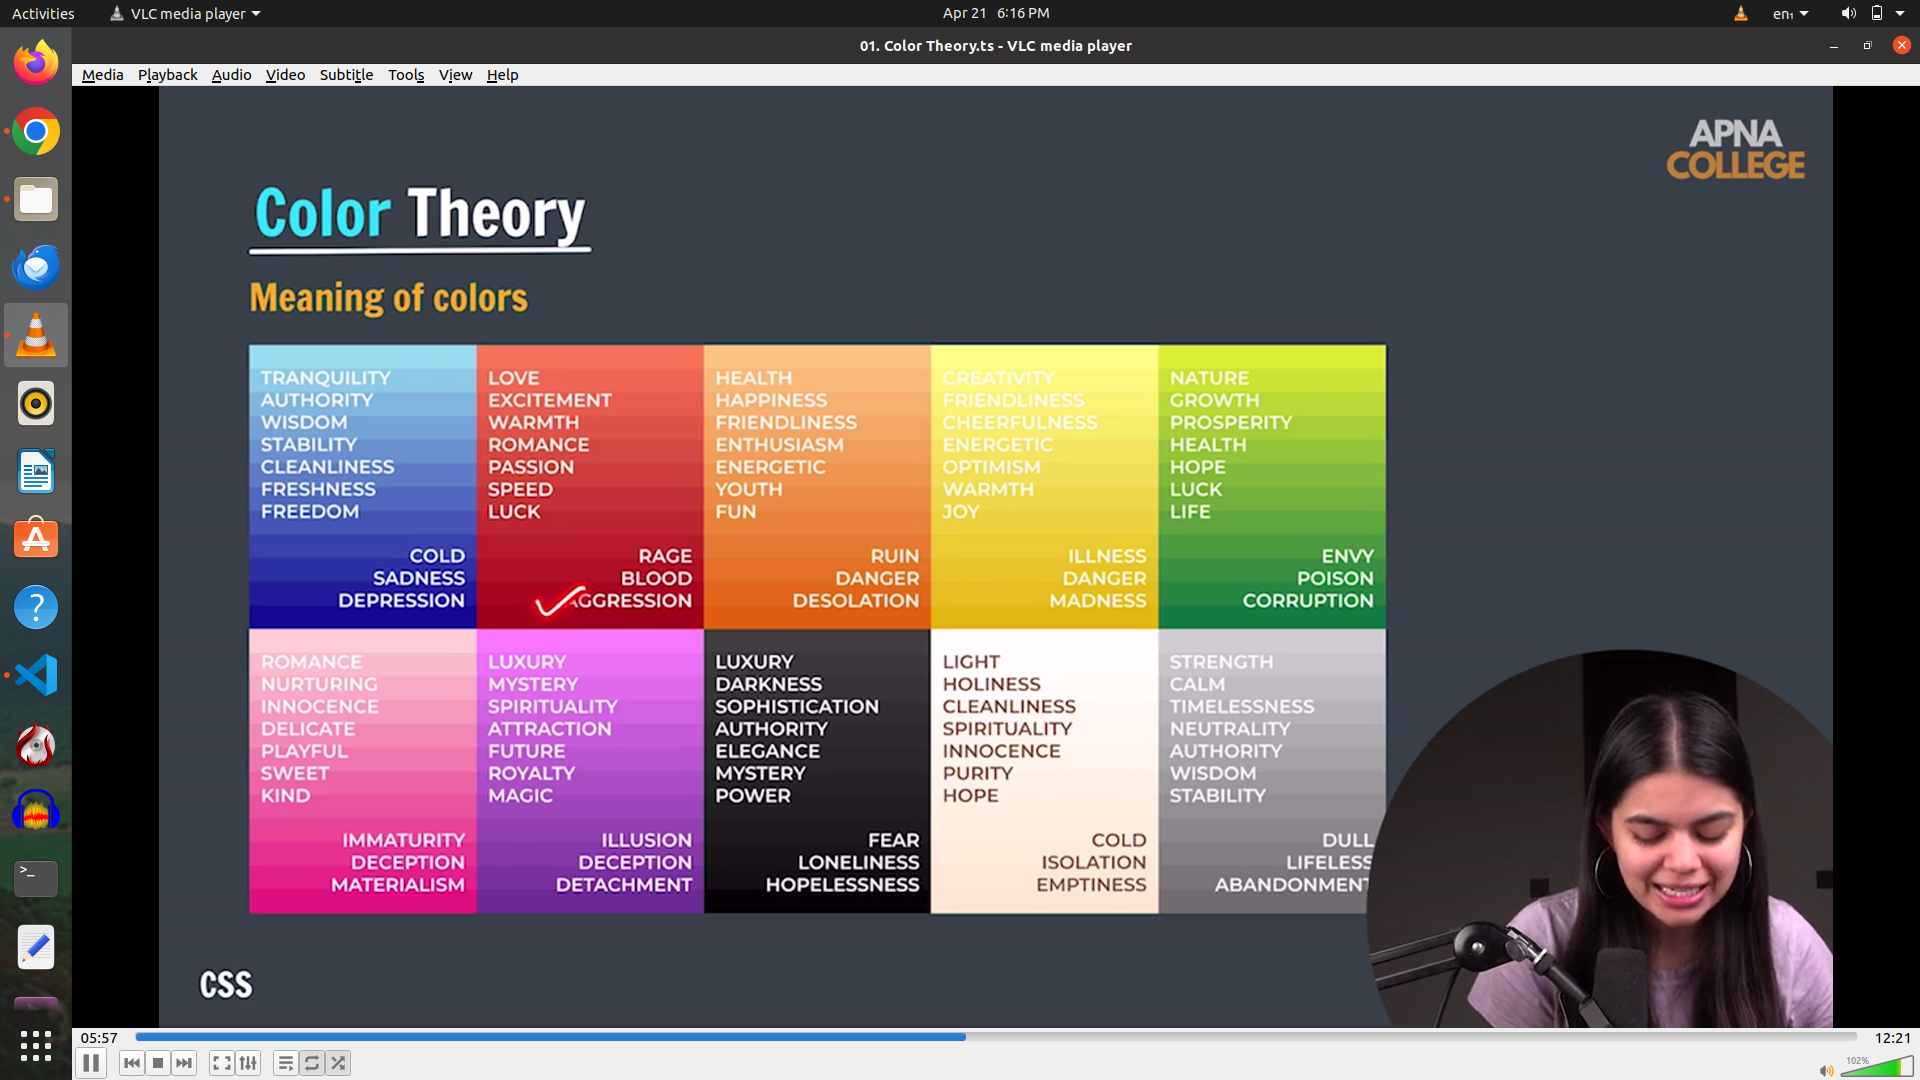 Activities
VLC media player
Apr 21 6:16 PM
en₁
01. Color Theory.ts - VLC media player
Media Playback Audio Video Subtitle Tools View Help
APNA
COLLEGE
Color Theory
Meaning of colors
TRANQUILITY
AUTHORITY
WISDOM
STABILITY
CLEANLINESS
FRESHNESS
FREEDOM
COLD
SADNESS
DEPRESSION
LOVE
EXCITEMENT
WARMTH
ROMANCE
PASSION
SPEED
LUCK
RAGE
BLOOD
AGGRESSION
HEALTH
HAPPINESS
FRIENDLINESS
ENTHUSIASM
ENERGETIC
YOUTH
FUN
RUIN
DANGER
DESOLATION
CREATIVITY
FRIENDLINESS
CHEERFULNESS
ENERGETIC
OPTIMISM
WARMTH
JOY
ILLNESS
DANGER
MADNESS
NATURE
GROWTH
PROSPERITY
HEALTH
HOPE
LUCK
LIFE
ENVY
POISON
CORRUPTION
ROMANCE
NURTURING
INNOCENCE
DELICATE
PLAYFUL
SWEET
KIND
IMMATURITY
DECEPTION
MATERIALISM
LUXURY
MYSTERY
SPIRITUALITY
ATTRACTION
FUTURE
ROYALTY
MAGIC
ILLUSION
DECEPTION
DETACHMENT
LUXURY
DARKNESS
SOPHISTICATION
AUTHORITY
ELEGANCE
MYSTERY
POWER
FEAR
LONELINESS
HOPELESSNESS
LIGHT
HOLINESS
CLEANLINESS
SPIRITUALITY
INNOCENCE
PURITY
HOPE
COLD
ISOLATION
EMPTINESS
STRENGTH
CALM
TIMELESSNESS
NEUTRALITY
AUTHORITY
WISDOM
STABILITY
DULL
LIFELESS
ABANDONMENT
CSS
05:57
12:21
102%